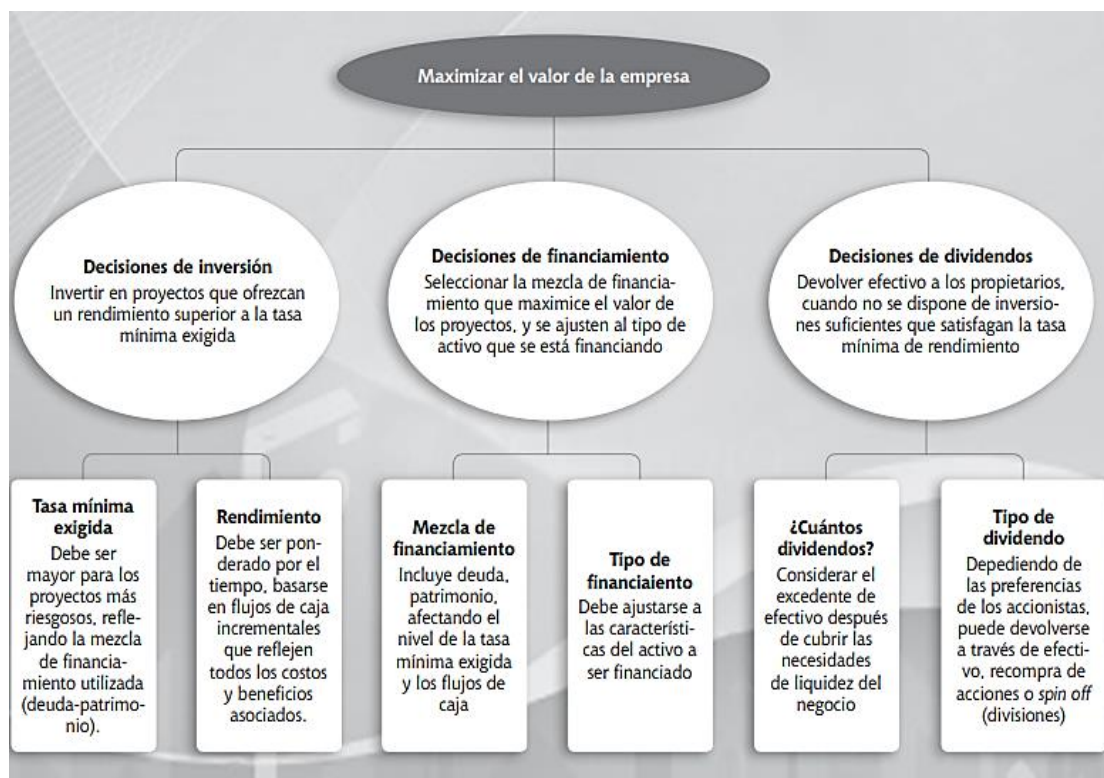 Maximizar el valor de la empresa
Decisiones de inversión
Invertir en proyectos que ofrezcan
un rendimiento superior a la tasa
mínima exigida
Decisiones de financiamiento
Seleccionar la mezcla de financia-
miento que maximice el valor de
los proyectos, y se ajusten al tipo de
activo que se está financiando
Decisiones de dividendos
Devolver efectivo a los propietarios,
cuando no se dispone de inversio-
nes suficientes que satisfagan la tasa
mínima de rendimiento
Tasa mínima
exigida
Debe ser
mayor para los
proyectos más
riesgosos, refle-
jando la mezcla
de financia-
miento utilizada
(deuda-patrimo-
nio).
Rendimiento
Debe ser pon-
derado por el
tiempo, basarse
en flujos de caja
incrementales
que reflejen
todos los costos
y beneficios
asociados.
Mezcla de
financiamiento
Incluye deuda,
patrimonio,
afectando el
nivel de la tasa
mínima exigida
y los flujos de
caja
Tipo de
financiaiento
Debe ajustarse a
las característi-
cas del activo a
ser financiado
¿Cuántos
dividendos?
Considerar el
excedente de
efectivo después
de cubrir las
necesidades
de liquidez del
negocio
Tipo de
dividendo
Depediendo de
las preferencias
de los accionistas,
puede devolverse
a través de efecti-
vo, recompra de
acciones o spin off
(divisiones)